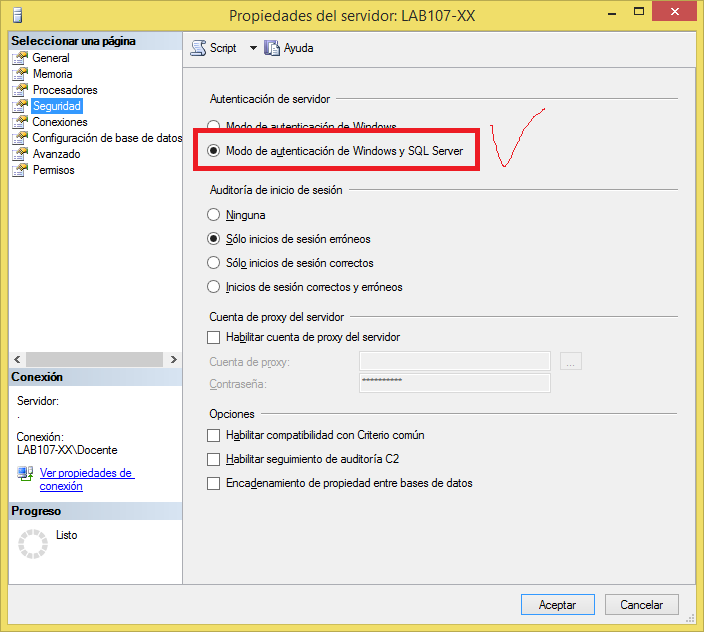 Propiedades del servidor: LAB107-XX
Seleccionar una página
General
Memoria
Procesadores
Seguridad
Conexiones
Configuración de base de datos
Avanzado
Permisos
Conexión
Servidor:
.
Conexión:
LAB107-XX\Docente
Ver propiedades de
conexión
Progreso
Listo
Script
Ayuda
Autenticación de servidor
Modo de autenticación de Windows
Modo de autenticación de Windows y SQL Server
Auditoría de inicio de sesión
Ninguna
Sólo inicios de sesión erróneos
Sólo inicios de sesión correctos
Inicios de sesión correctos y erróneos
Cuenta de proxy del servidor
Habilitar cuenta de proxy del servidor
Cuenta de proxy:
...
Contraseña:
**********
Opciones
Habilitar compatibilidad con Criterio común
Habilitar seguimiento de auditoría C2
Encadenamiento de propiedad entre bases de datos
Aceptar
Cancelar